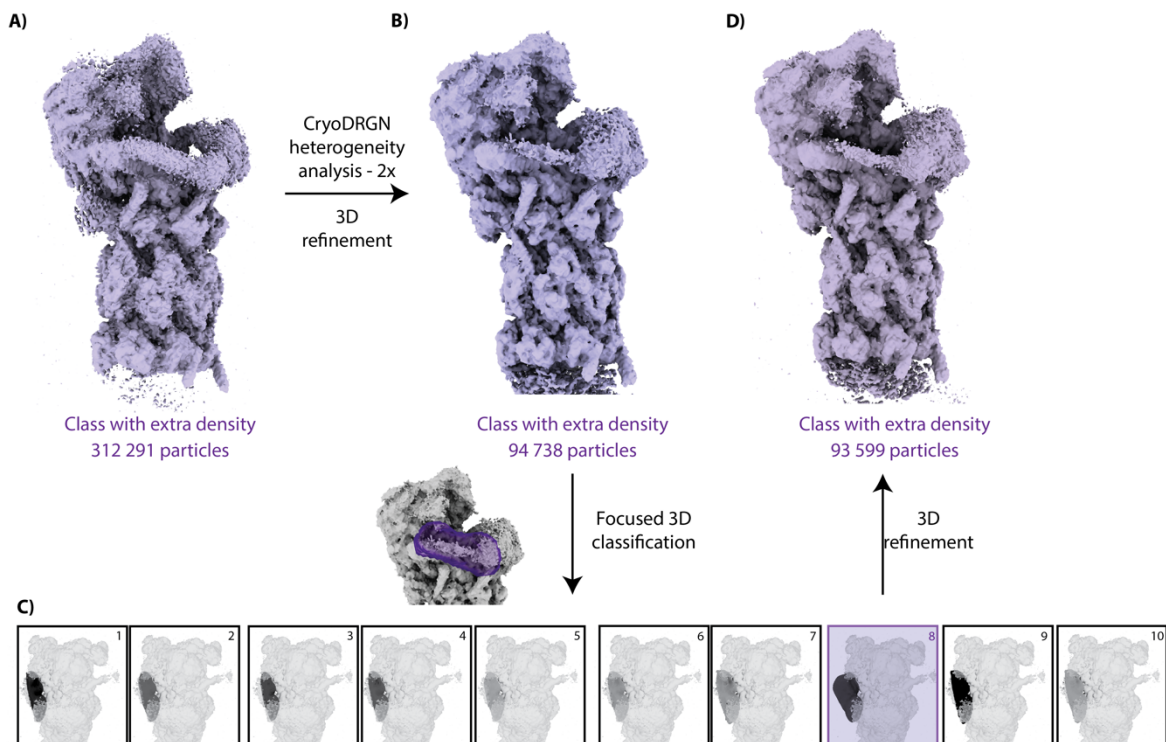 A)
B)
D)
CryoDRGN
heterogeneity
analysis - 2x
3D
refinement
Class with extra density
312 291 particles
Class with extra density
94 738 particles
Class with extra density
93 599 particles
Focused 3D
classification
3D
refinement
C)
1
2
3
4
5
6
7
8
9
10